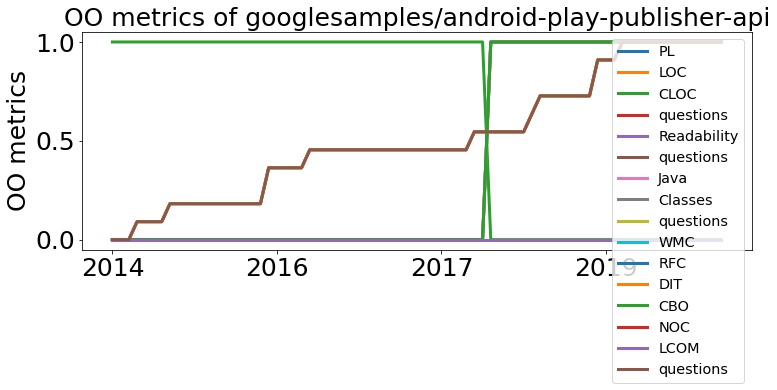 OO metrics of googlesamples/android-play-publisher-api
OO metrics
1.0
0.5
0.0
2014
2016
2017
2019
PL
LOC
CLOC
questions
Readability
questions
Java
Classes
questions
WMC
RFC
DIT
CBO
NOC
LCOM
questions